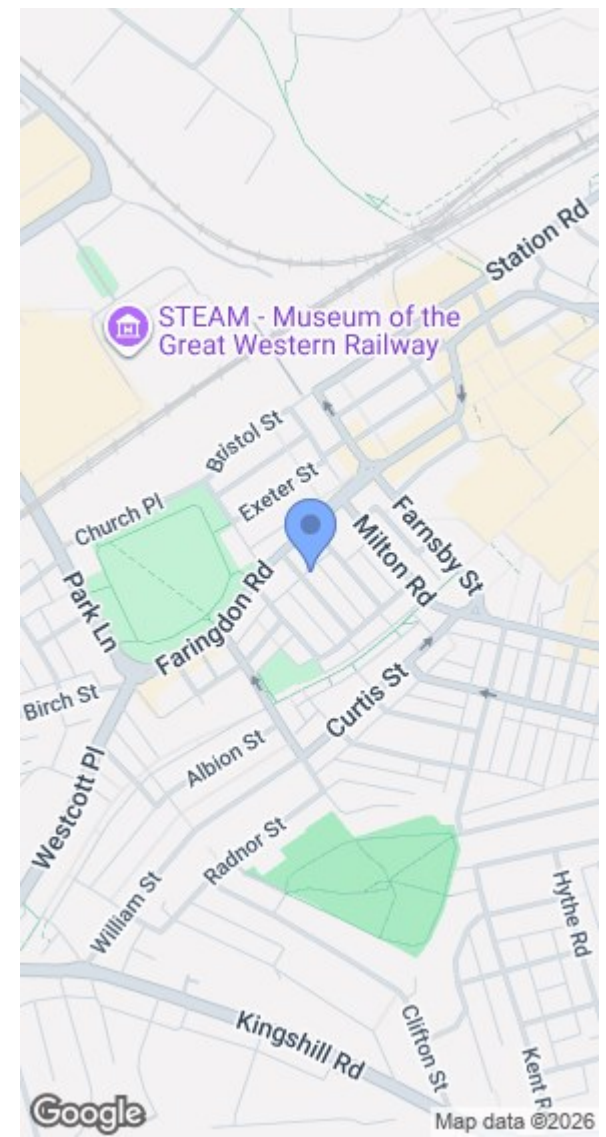 Station Rd
STEAM - Museum of the
Great Western Railway
Bristol St
Exeter St
Church Pl
Milton Rd
Farnsby St
Park Ln
Faringdon Rd
Birch St
Curtis St
Albion St
Westcott Pl
Radnor St
William St
Hythe Rd
Kingshill Rd
Clifton St
Kent R
Google
Map data ©2026